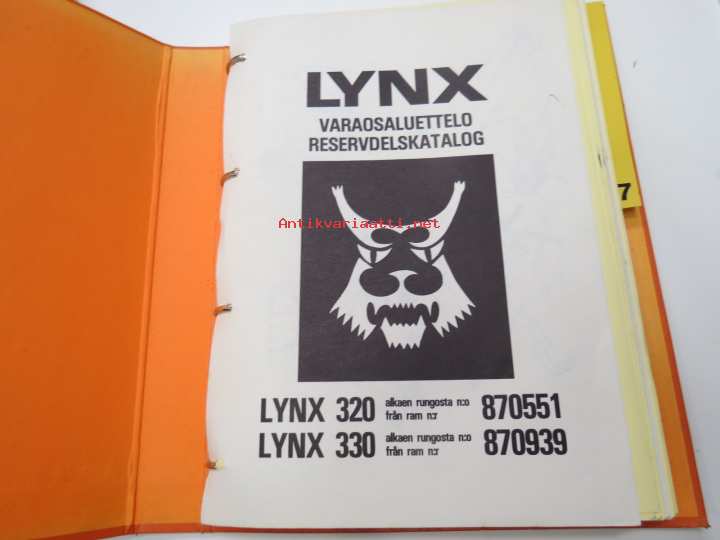 LYNX
VARAOSALUETTELO
RESERVDELSKATALOG
Antikvariaatti.net
LYNX 320 alkaen rungosta n:o 870551
från ram n:r
LYNX 330 alkaen rungosta n:o 870939
från ram n:r
7